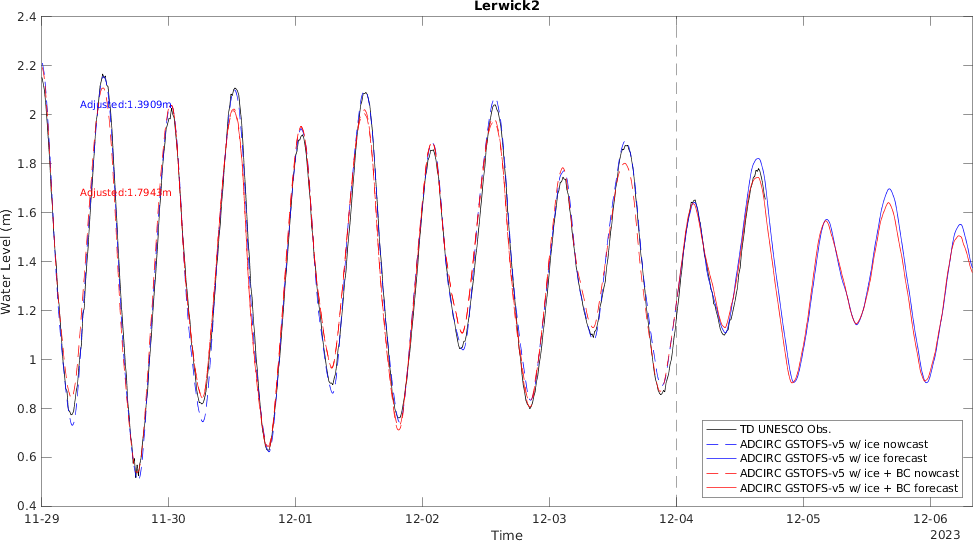 Lerwick2
2.4
2.2
2
1.8
1.6
1.4
1.2
1
0.8
0.6
0.4
Water Level (m)
Adjusted:1.3909m
Adjusted:1.7943m
TD UNESCO Obs.
ADCIRC GSTOFS-v5 w/ ice nowcast
ADCIRC GSTOFS-v5 w/ ice forecast
ADCIRC GSTOFS-v5 w/ ice + BC nowcast
ADCIRC GSTOFS-v5 w/ ice + BC forecast
11-29 11-30 12-01 12-02 12-03 12-04 12-05 12-06
Time
2023